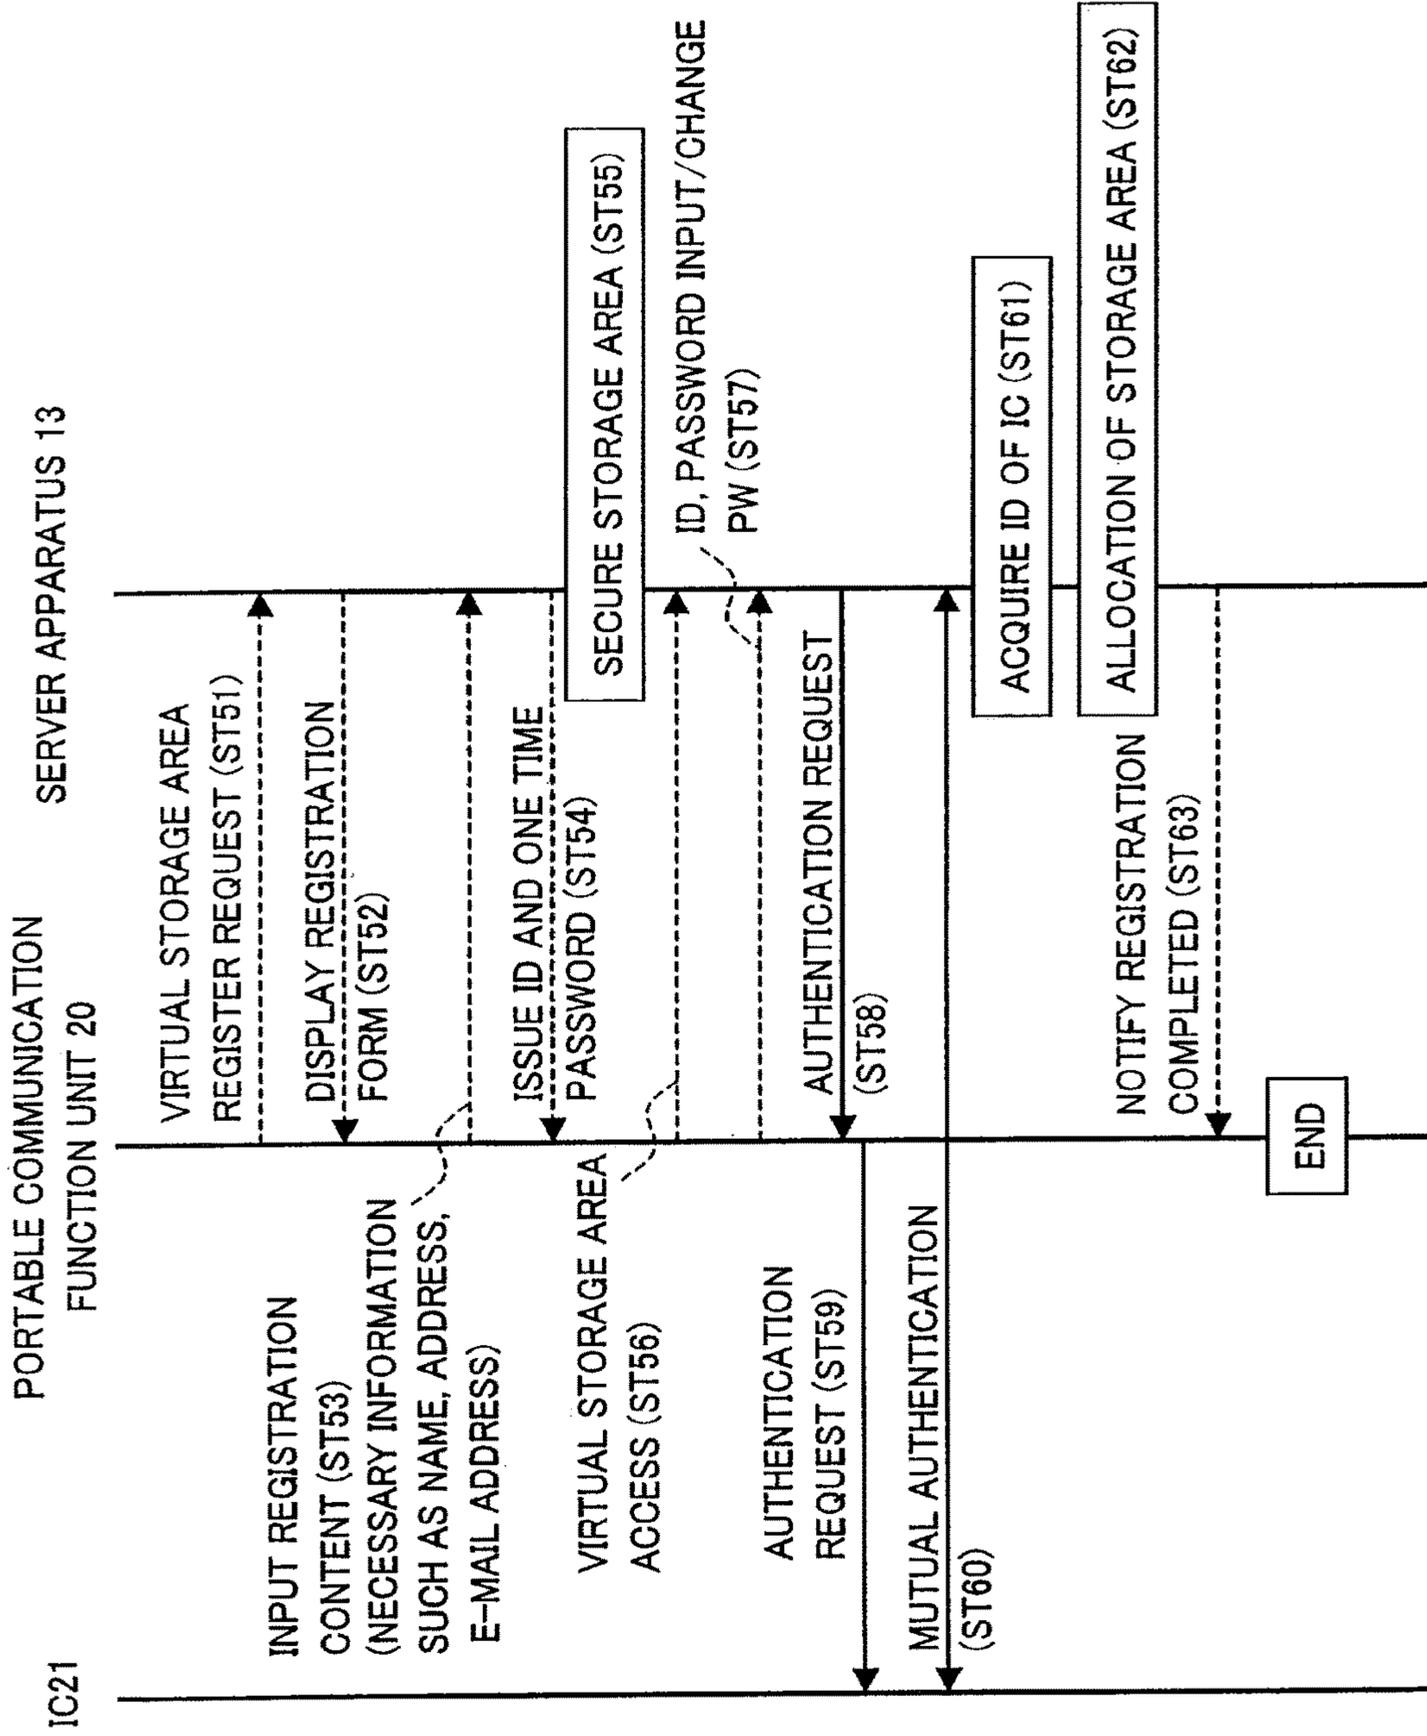 IC21
PORTABLE COMMUNICATION
FUNCTION UNIT 20
SERVER APPARATUS 13
VIRTUAL STORAGE AREA
REGISTER REQUEST (ST51)
DISPLAY REGISTRATION
FORM (ST52)
INPUT REGISTRATION
CONTENT (ST53)
(NECESSARY INFORMATION
SUCH AS NAME, ADDRESS,
E-MAIL ADDRESS)
ISSUE ID AND ONE TIME
PASSWORD (ST54)
SECURE STORAGE AREA (ST55)
VIRTUAL STORAGE AREA
ACCESS (ST56)
ID, PASSWORD INPUT/CHANGE
PW (ST57)
AUTHENTICATION REQUEST
(ST58)
AUTHENTICATION
REQUEST (ST59)
MUTUAL AUTHENTICATION
(ST60)
ACQUIRE ID OF IC (ST61)
ALLOCATION OF STORAGE AREA (ST62)
NOTIFY REGISTRATION
COMPLETED (ST63)
END